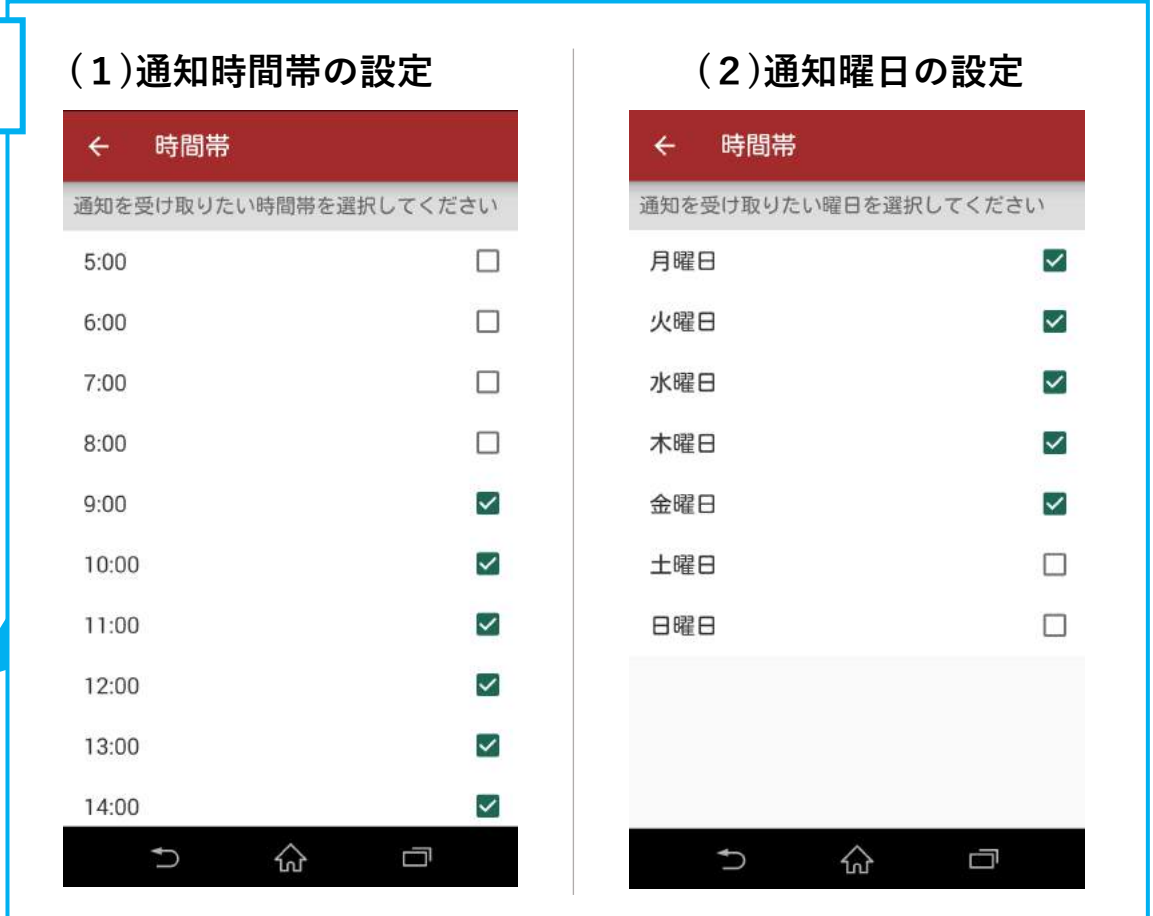 (1)通知時間帯の設定
← 時間帯
通知を受け取りたい時間帯を選択してください
5:00
6:00
7:00
8:00
9:00
10:00
11:00
12:00
13:00
14:00
(2)通知曜日の設定
← 時間帯
通知を受け取りたい曜日を選択してください
月曜日
火曜日
水曜日
木曜日
金曜日
土曜日
日曜日